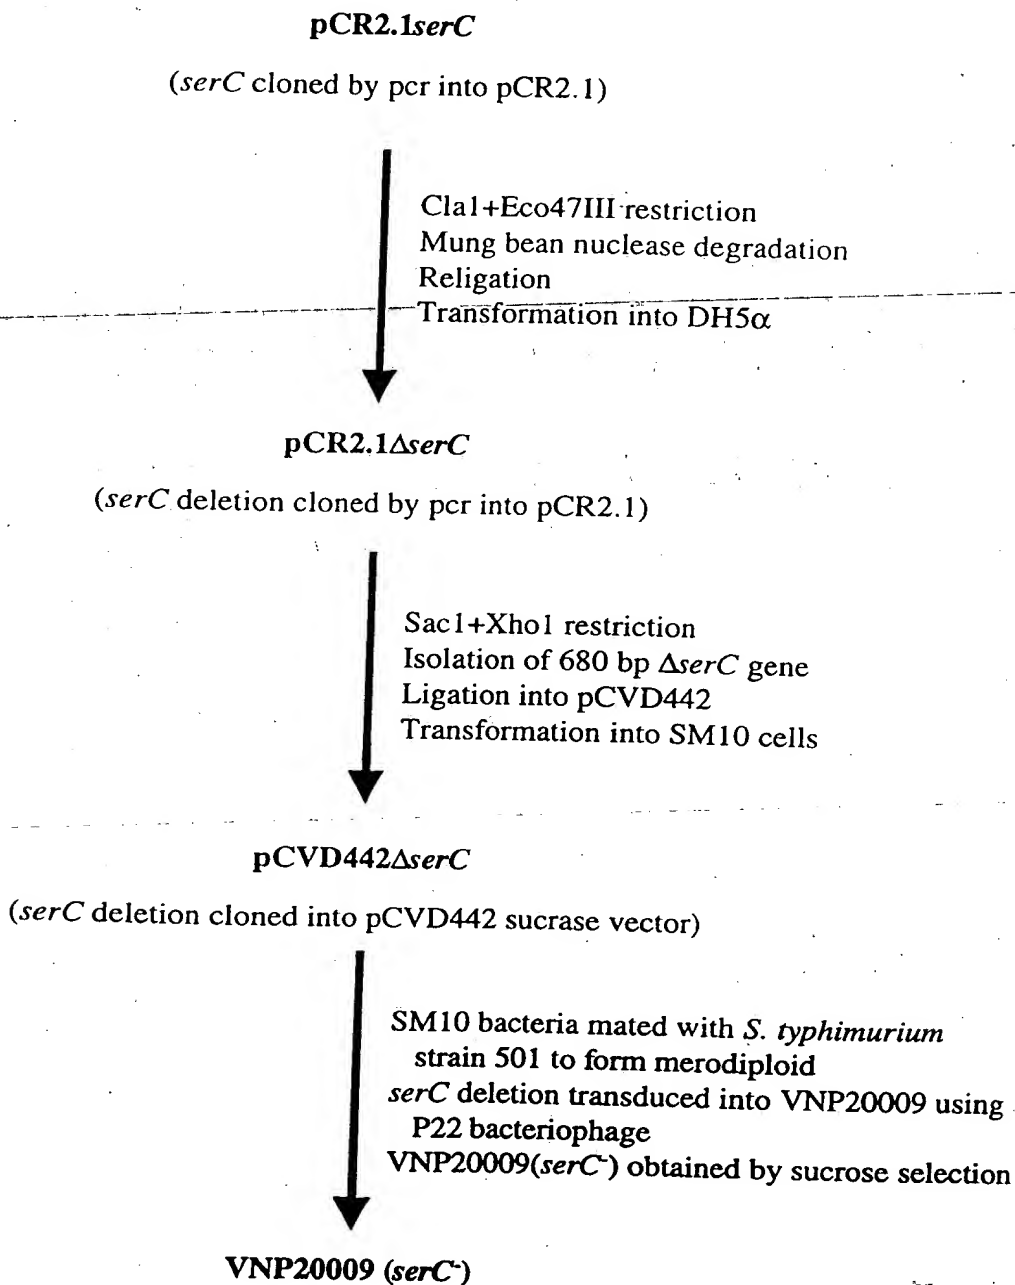 pCR2.1serC
(serC cloned by pcr into pCR2.1)
Cla1+Eco47III restriction
Mung bean nuclease degradation
Religation
Transformation into DH5α
pCR2.1ΔserC
(serC deletion cloned by pcr into pCR2.1)
Sac1+Xho1 restriction
Isolation of 680 bp ΔserC gene
Ligation into pCVD442
Transformation into SM10 cells
pCVD442ΔserC
(serC deletion cloned into pCVD442 sucrase vector)
SM10 bacteria mated with S. typhimurium
strain 501 to form merodiploid
serC deletion transduced into VNP20009 using
P22 bacteriophage
VNP20009(serC-) obtained by sucrose selection
VNP20009 (serC-)